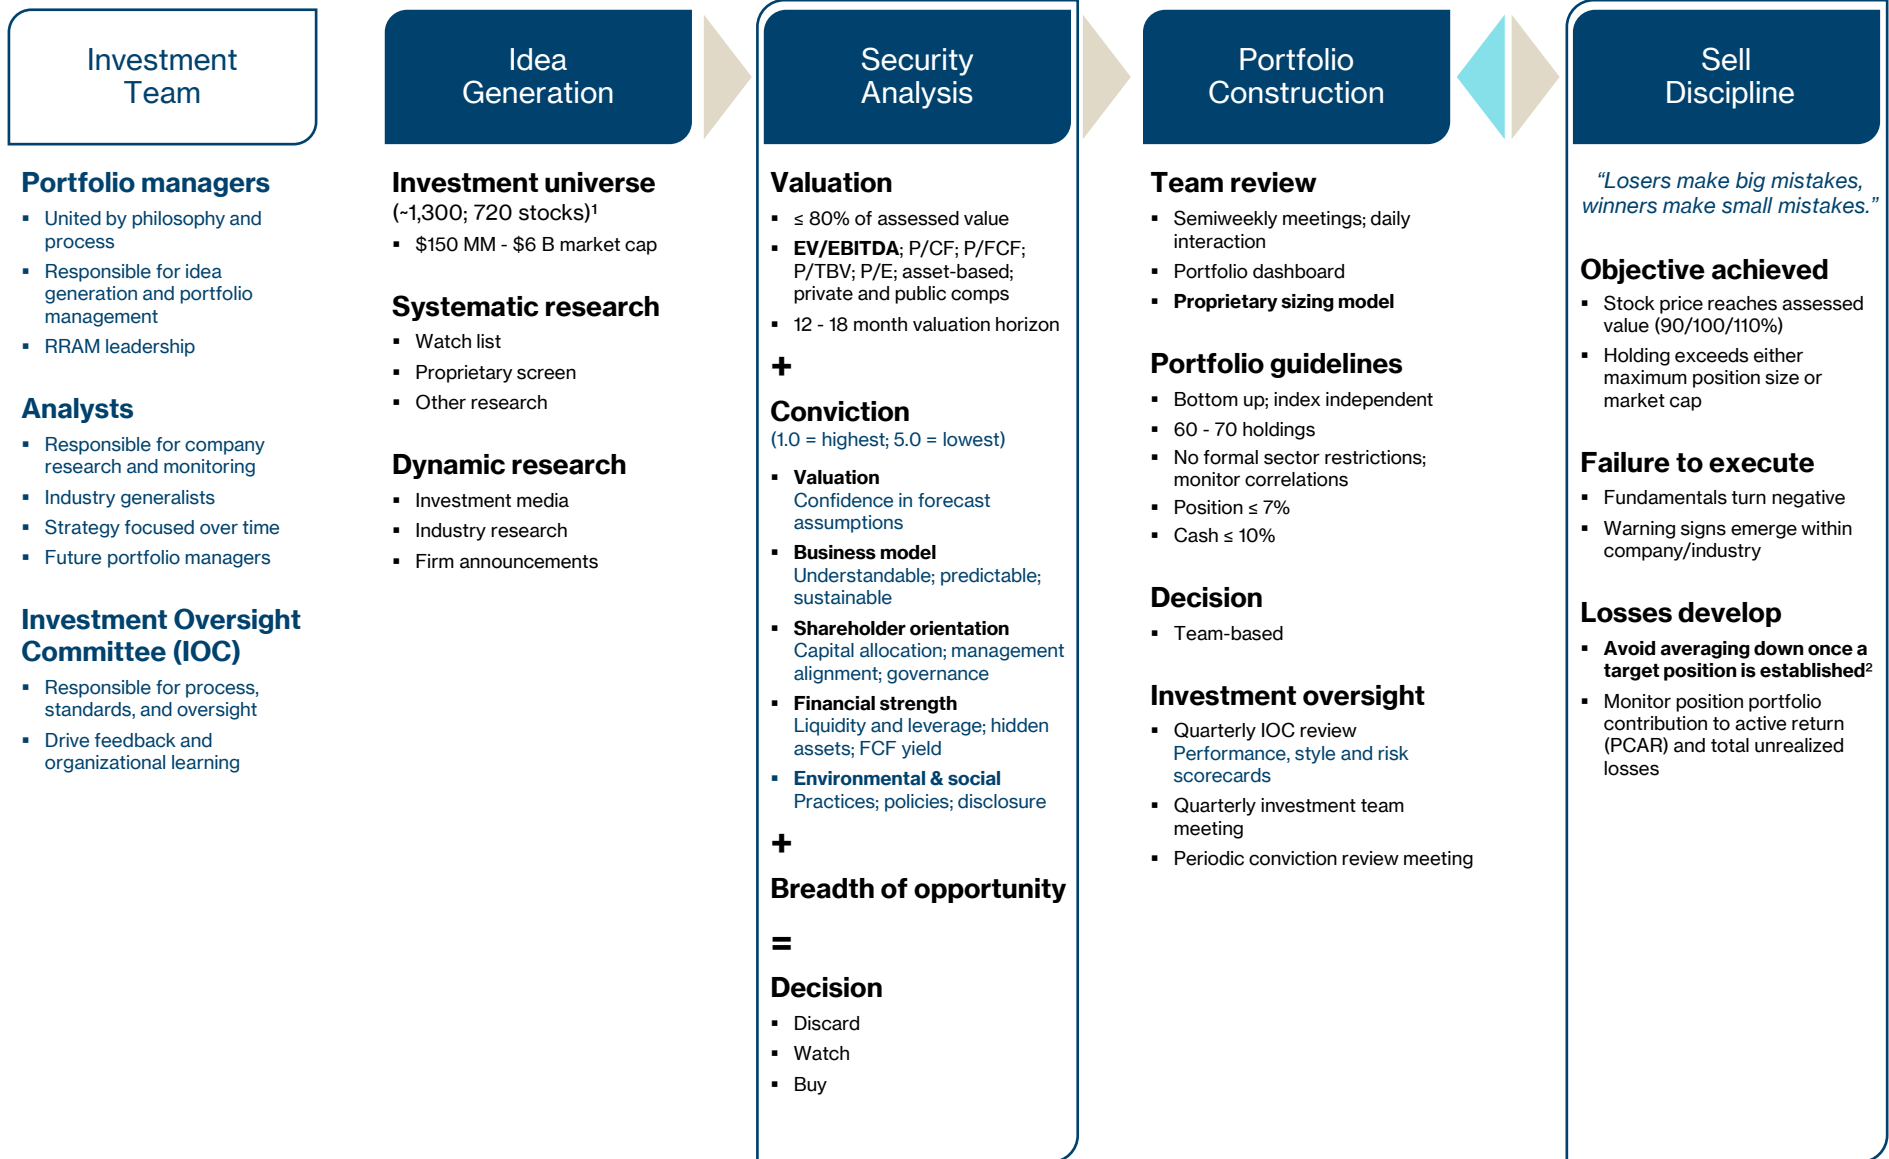 Investment
Team
Portfolio managers
▪ United by philosophy and
process
▪ Responsible for idea
generation and portfolio
management
▪ RRAM leadership
Analysts
▪ Responsible for company
research and monitoring
▪ Industry generalists
▪ Strategy focused over time
▪ Future portfolio managers
Investment Oversight
Committee (IOC)
▪ Responsible for process,
standards, and oversight
▪ Drive feedback and
organizational learning
Idea
Generation
Investment universe
(~1,300; 720 stocks)¹
▪ $150 MM - $6 B market cap
Systematic research
▪ Watch list
▪ Proprietary screen
▪ Other research
Dynamic research
▪ Investment media
▪ Industry research
▪ Firm announcements
Security
Analysis
Valuation
▪ ≤ 80% of assessed value
▪ EV/EBITDA; P/CF; P/FCF;
P/TBV; P/E; asset-based;
private and public comps
▪ 12 - 18 month valuation horizon
+
Conviction
(1.0 = highest; 5.0 = lowest)
▪ Valuation
Confidence in forecast
assumptions
▪ Business model
Understandable; predictable;
sustainable
▪ Shareholder orientation
Capital allocation; management
alignment; governance
▪ Financial strength
Liquidity and leverage; hidden
assets; FCF yield
▪ Environmental & social
Practices; policies; disclosure
+
Breadth of opportunity
=
Decision
▪ Discard
▪ Watch
▪ Buy
Portfolio
Construction
Team review
▪ Semiweekly meetings; daily
interaction
▪ Portfolio dashboard
▪ Proprietary sizing model
Portfolio guidelines
▪ Bottom up; index independent
▪ 60 - 70 holdings
▪ No formal sector restrictions;
monitor correlations
▪ Position ≤ 7%
▪ Cash ≤ 10%
Decision
▪ Team-based
Investment oversight
▪ Quarterly IOC review
Performance, style and risk
scorecards
▪ Quarterly investment team
meeting
▪ Periodic conviction review meeting
Sell
Discipline
“Losers make big mistakes,
winners make small mistakes.”
Objective achieved
▪ Stock price reaches assessed
value (90/100/110%)
▪ Holding exceeds either
maximum position size or
market cap
Failure to execute
▪ Fundamentals turn negative
▪ Warning signs emerge within
company/industry
Losses develop
▪ Avoid averaging down once a
target position is established²
▪ Monitor position portfolio
contribution to active return
(PCAR) and total unrealized
losses